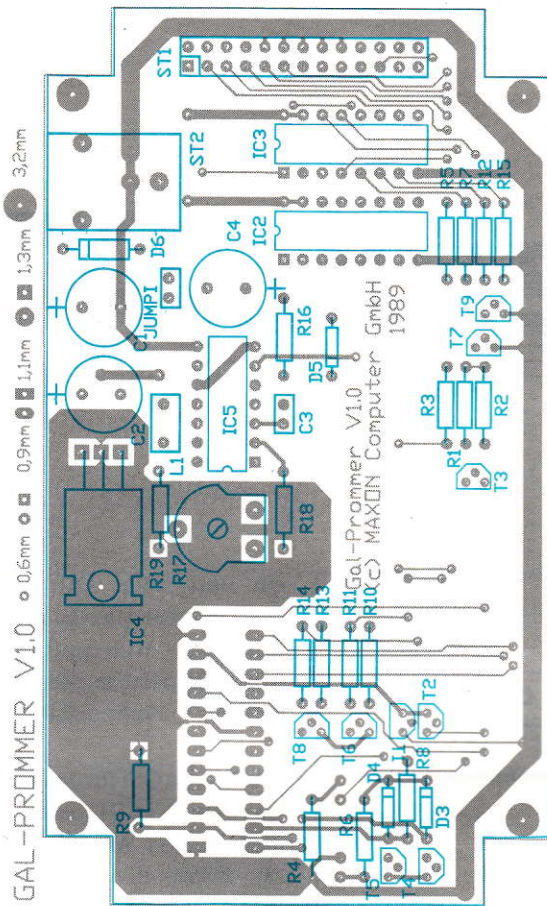 GAL-PROMMER V1.0
0,6mm
0,9mm
1,1mm
1,3mm
3,2mm
ST1
ST2
IC3
IC2
C4
D6
C1
JUMP1
R5
R7
R12
R15
R16
D5
C2
L1
IC5
C3
T9
T7
Gal-Prommer V1.0
(c) MAXON Computer GmbH
1989
R3
R1
R2
T3
IC4
R19
R17
R18
R14
R13
R11
R10
T8
T6
T1
T2
R9
R4
R6
D4
R8
D3
T5
T4